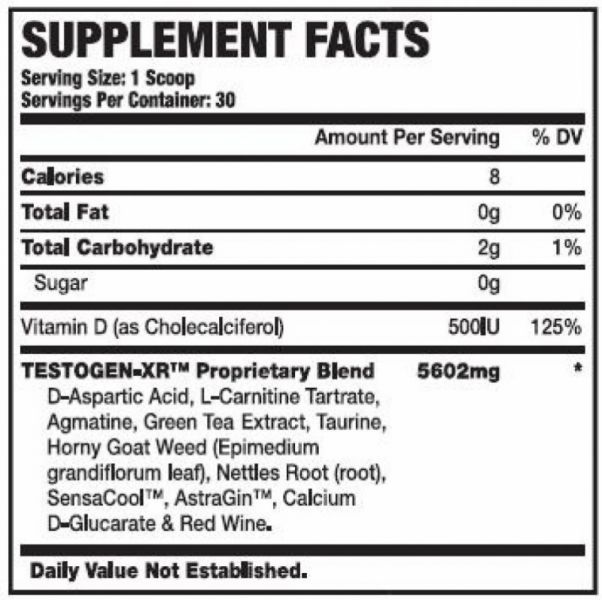 SUPPLEMENT FACTS
Serving Size: 1 Scoop
Servings Per Container: 30
Amount Per Serving % DV
Calories 8
Total Fat 0g 0%
Total Carbohydrate 2g 1%
Sugar 0g
Vitamin D (as Cholecalciferol) 500IU 125%
TESTOGEN-XR™ Proprietary Blend 5602mg *
D-Aspartic Acid, L-Carnitine Tartrate,
Agmatine, Green Tea Extract, Taurine,
Horny Goat Weed (Epimedium
grandiflorum leaf), Nettles Root (root),
SensaCool™, AstraGin™, Calcium
D-Glucarate & Red Wine.
Daily Value Not Established.